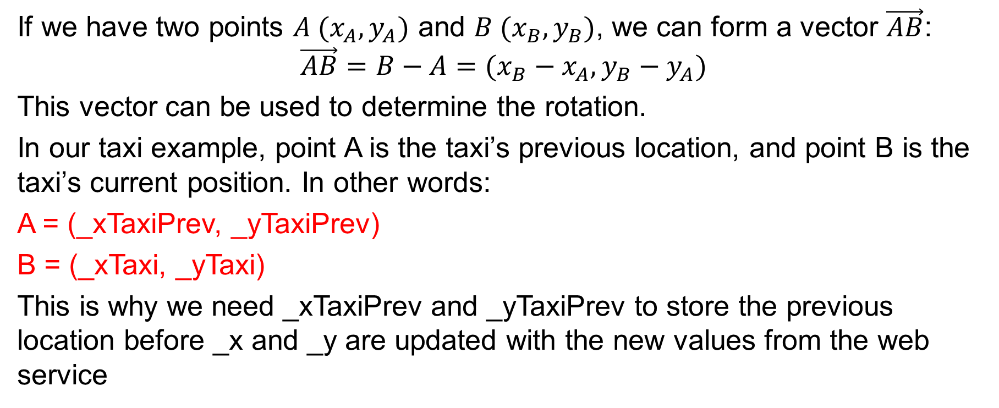 If we have two points A (x_A, y_A) and B (x_B, y_B), we can form a vector \overrightarrow{AB}:
\overrightarrow{AB} = B − A = (x_B − x_A, y_B − y_A)
This vector can be used to determine the rotation.
In our taxi example, point A is the taxi’s previous location, and point B is the
taxi’s current position. In other words:
A = (_xTaxiPrev, _yTaxiPrev)
B = (_xTaxi, _yTaxi)
This is why we need _xTaxiPrev and _yTaxiPrev to store the previous
location before _x and _y are updated with the new values from the web
service